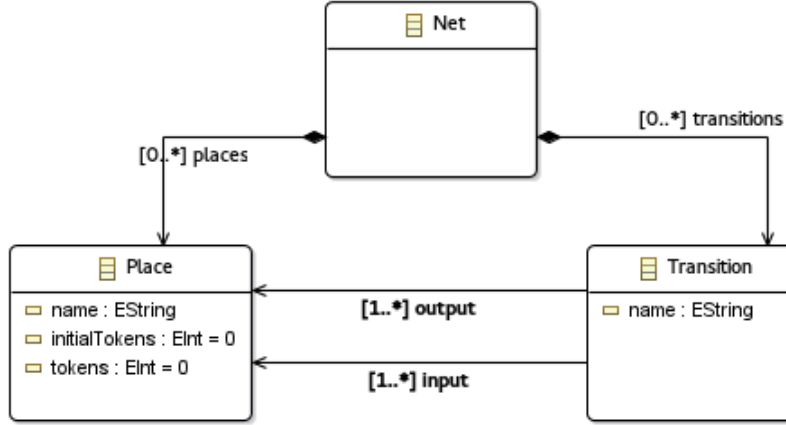 Net
[0..*] transitions
[0..*] places
Place
name : EString
initialTokens : EInt = 0
tokens : EInt = 0
[1..*] output
[1..*] input
Transition
name : EString